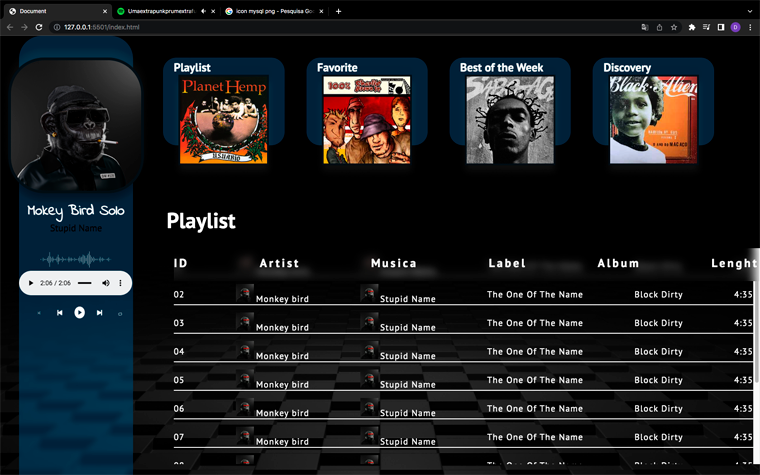 Document
Umaextrapunkprumextrafu
icon mysql png - Pesquisa Goo
127.0.0.1:5501/index.html
D
Playlist
Favorite
Best of the Week
Discovery
Planet Hemp
USUÁRIO
100%
Black Alien
Mokey Bird Solo
Stupid Name
2:06 / 2:06
Playlist
ID Artist Musica Label Album Lenght
02 Monkey bird Stupid Name The One Of The Name Block Dirty 4:35
03 Monkey bird Stupid Name The One Of The Name Block Dirty 4:35
04 Monkey bird Stupid Name The One Of The Name Block Dirty 4:35
05 Monkey bird Stupid Name The One Of The Name Block Dirty 4:35
06 Monkey bird Stupid Name The One Of The Name Block Dirty 4:35
07 Monkey bird Stupid Name The One Of The Name Block Dirty 4:35